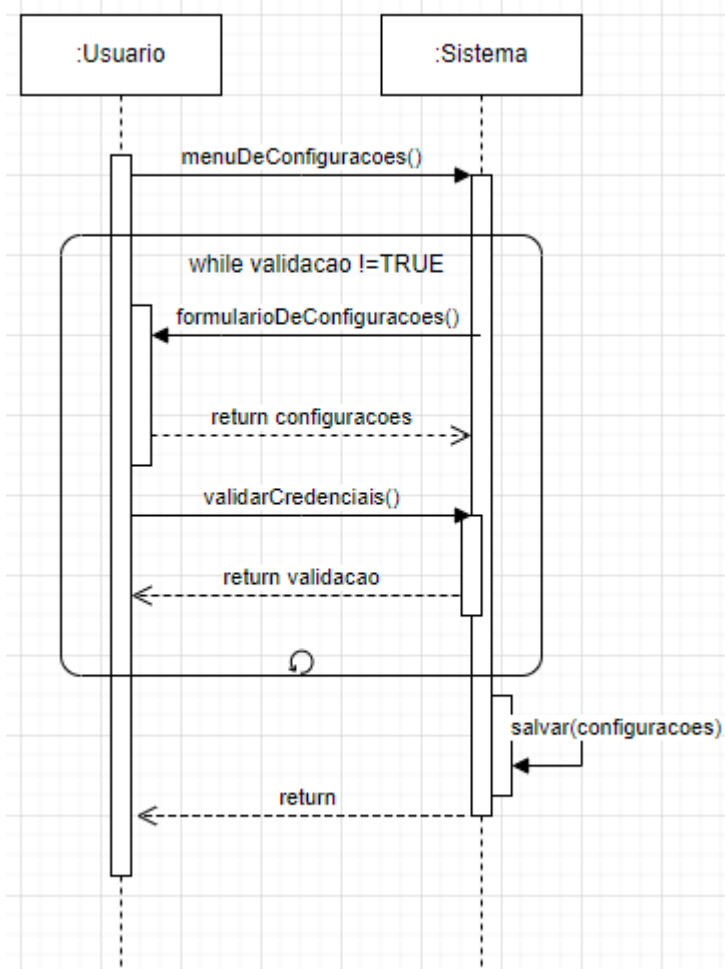 :Usuario
:Sistema
menuDeConfiguracoes()
while validacao !=TRUE
formularioDeConfiguracoes()
return configuracoes
validarCredenciais()
return validacao
salvar(configuracoes)
return